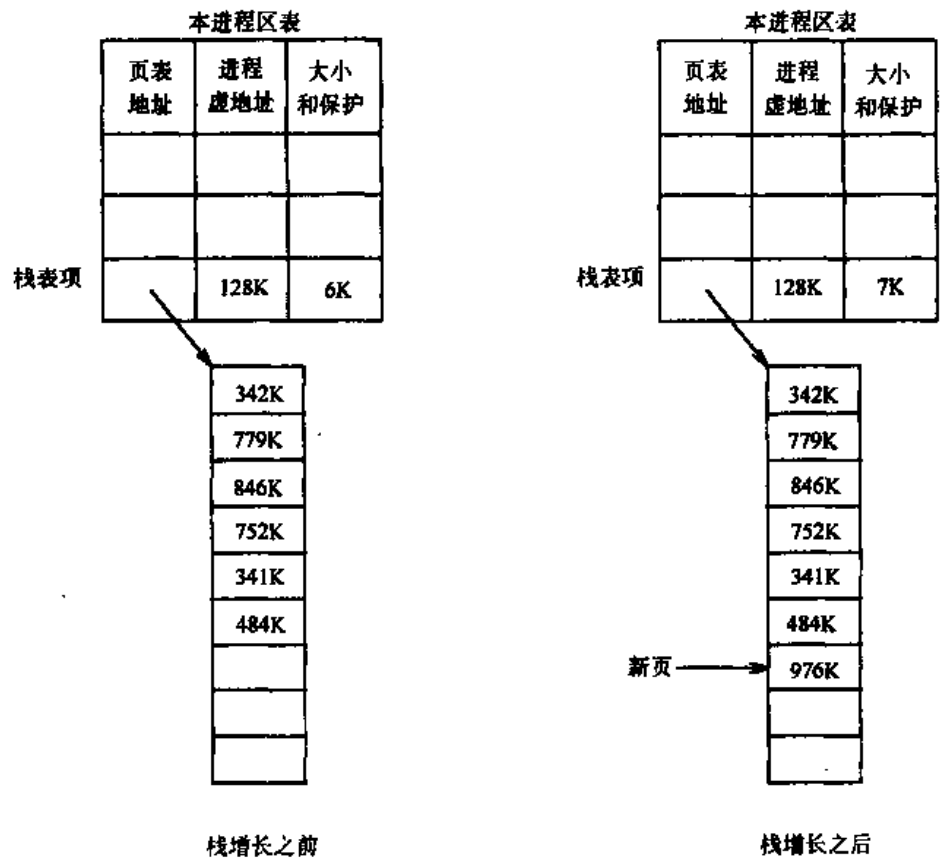 本进程区表
页表
地址
进程
虚地址
大小
和保护
栈表项
128K
6K
342K
779K
846K
752K
341K
484K
栈增长之前
本进程区表
页表
地址
进程
虚地址
大小
和保护
栈表项
128K
7K
342K
779K
846K
752K
341K
484K
新页
976K
栈增长之后